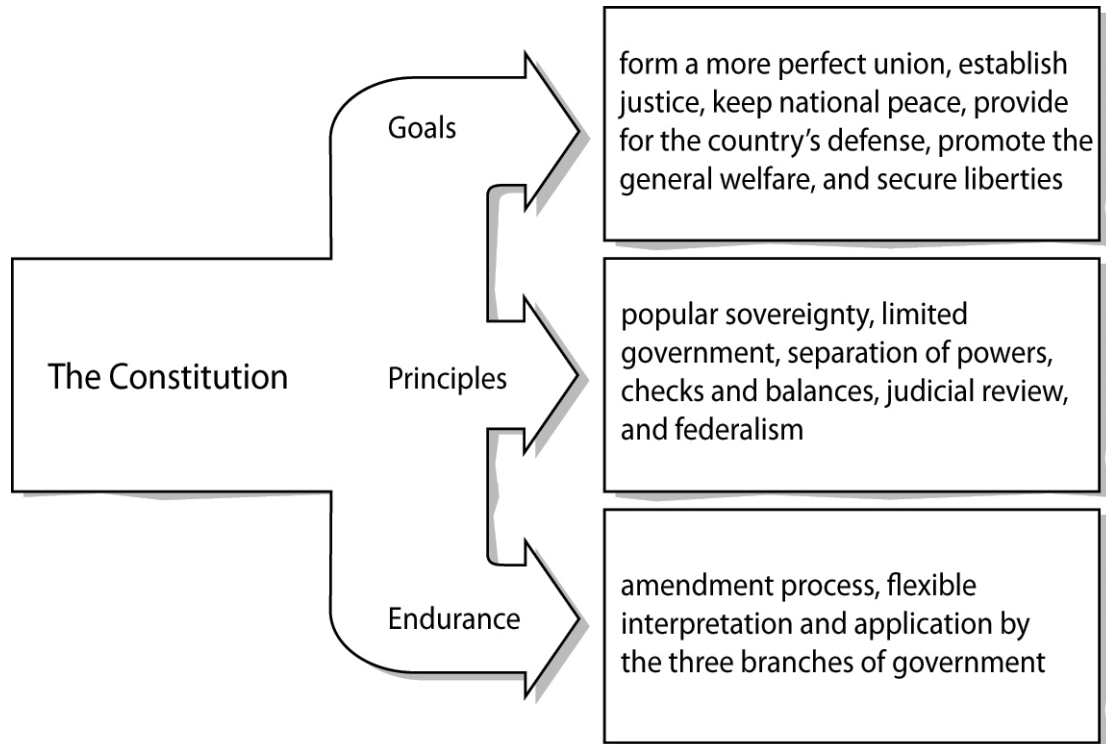 The Constitution
Goals
form a more perfect union, establish
justice, keep national peace, provide
for the country’s defense, promote the
general welfare, and secure liberties
Principles
popular sovereignty, limited
government, separation of powers,
checks and balances, judicial review,
and federalism
Endurance
amendment process, flexible
interpretation and application by
the three branches of government